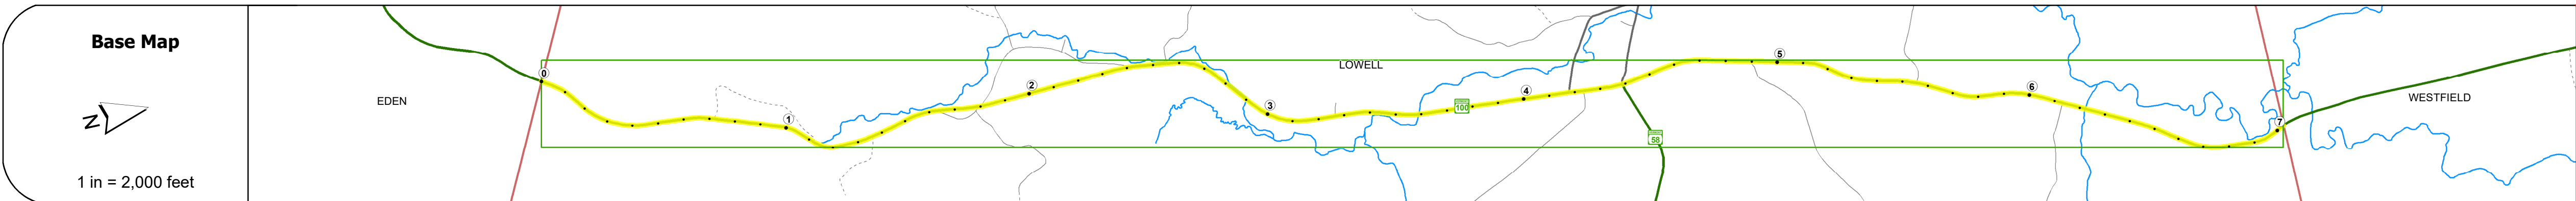 Base Map
N
1 in = 2,000 feet
EDEN
0
1
2
3
LOWELL
100
4
58
5
6
7
WESTFIELD